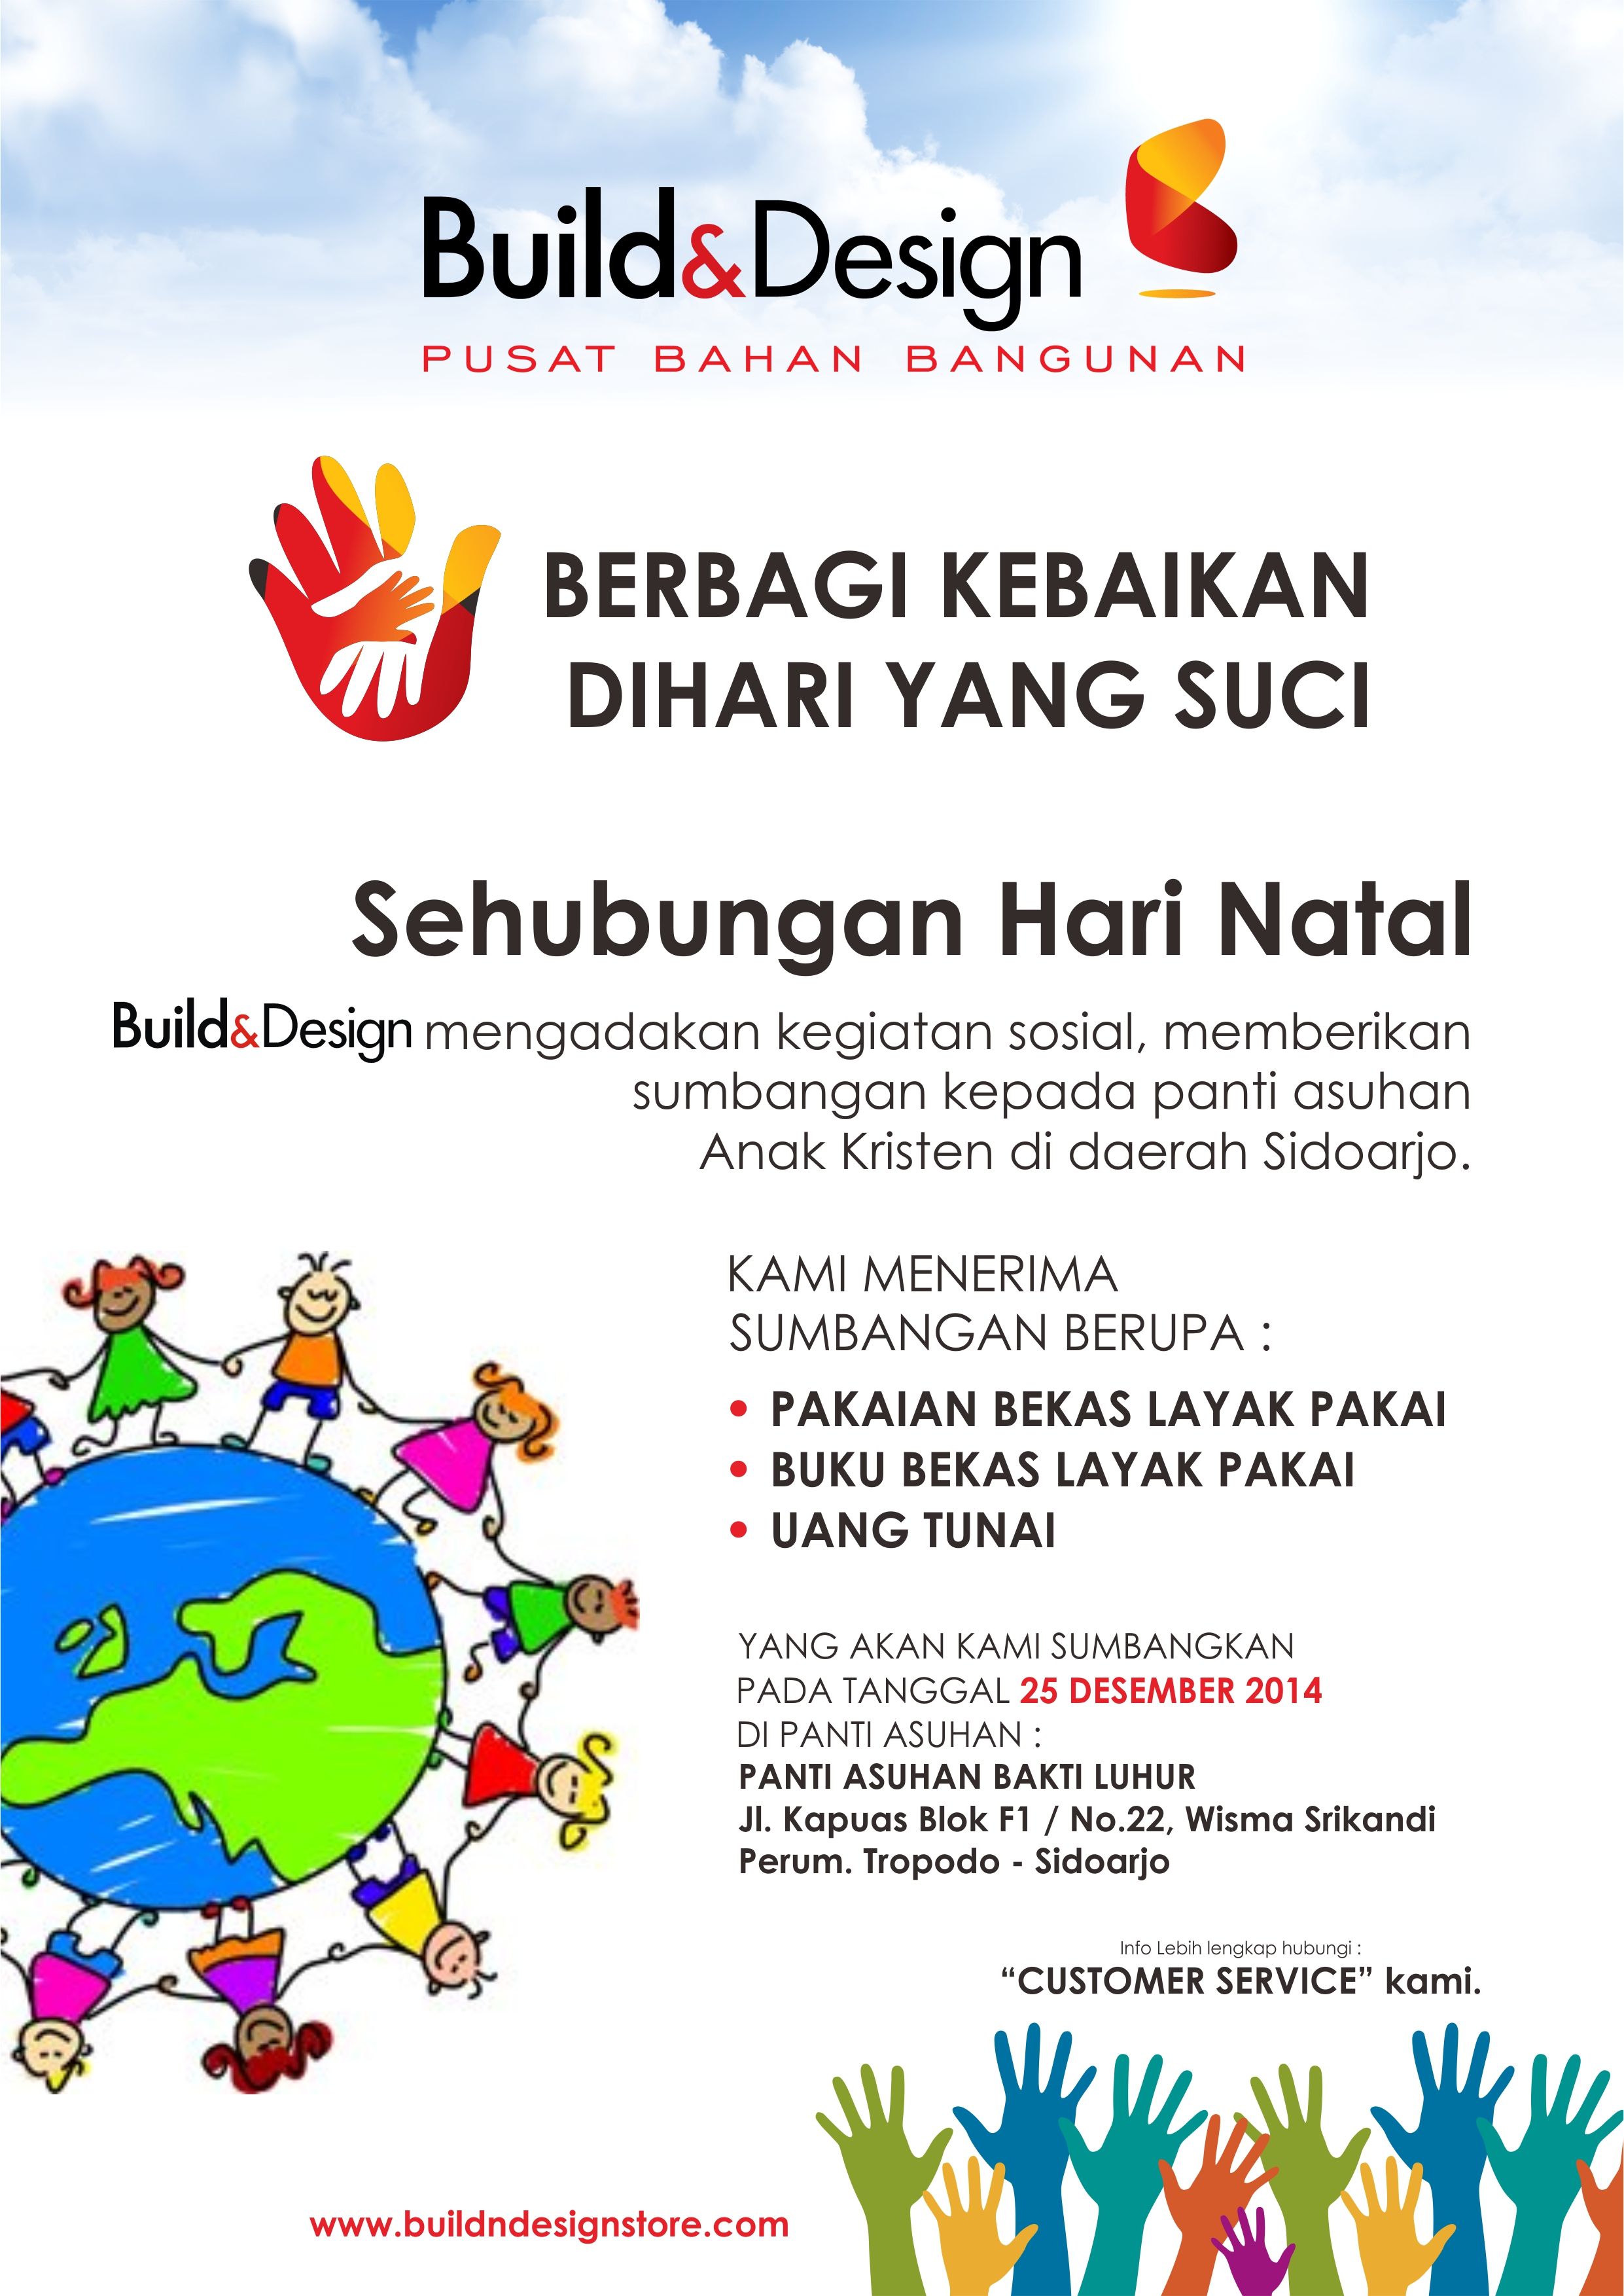 Build&Design
PUSAT BAHAN BANGUNAN
BERBAGI KEBAIKAN
DIHARI YANG SUCI
Sehubungan Hari Natal
Build&Design mengadakan kegiatan sosial, memberikan
sumbangan kepada panti asuhan
Anak Kristen di daerah Sidoarjo.
KAMI MENERIMA
SUMBANGAN BERUPA :
• PAKAIAN BEKAS LAYAK PAKAI
• BUKU BEKAS LAYAK PAKAI
• UANG TUNAI
YANG AKAN KAMI SUMBANGKAN
PADA TANGGAL 25 DESEMBER 2014
DI PANTI ASUHAN :
PANTI ASUHAN BAKTI LUHUR
Jl. Kapuas Blok F1 / No.22, Wisma Srikandi
Perum. Tropodo - Sidoarjo
Info Lebih lengkap hubungi :
“CUSTOMER SERVICE” kami.
www.buildndesignstore.com